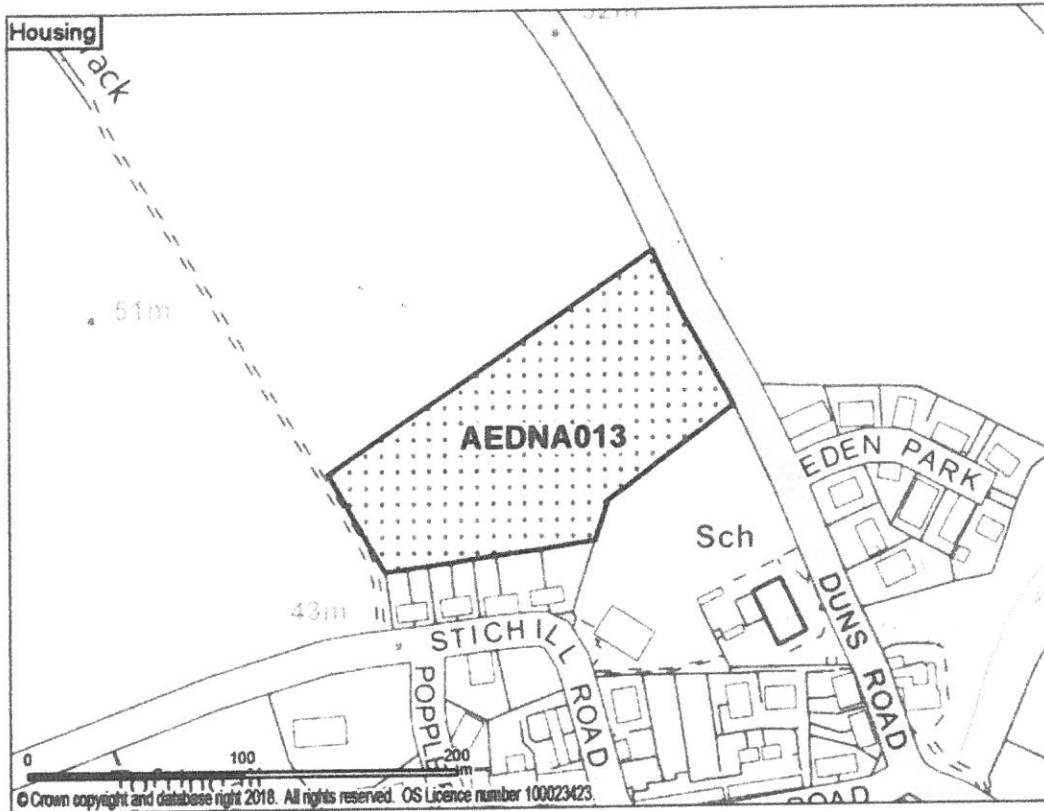 Housing
52m
51m
AEDNA013
EDEN PARK
Sch
DUNS ROAD
43m
STICHILL
ROAD
0 100 200
m
ROAD
© Crown copyright and database right 2018. All rights reserved. OS Licence number 100023423.